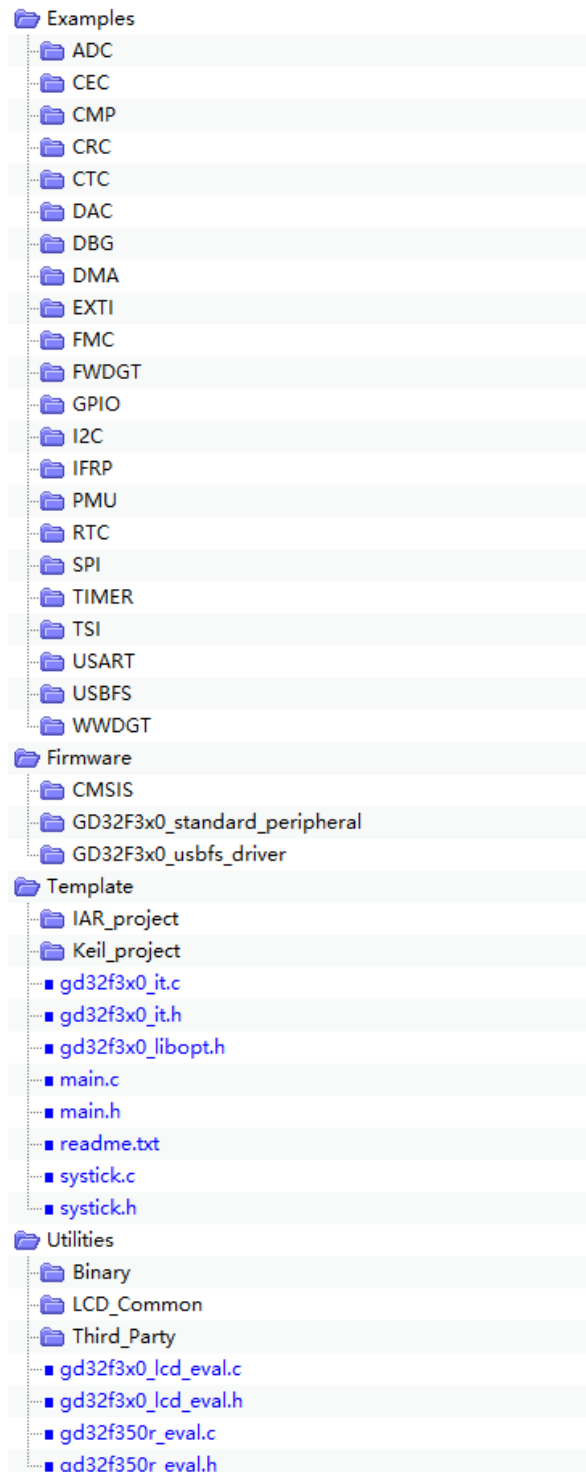 Examples
ADC
CEC
CMP
CRC
CTC
DAC
DBG
DMA
EXTI
FMC
FWDGT
GPIO
I2C
IFRP
PMU
RTC
SPI
TIMER
TSI
USART
USBFS
WWDGT
Firmware
CMSIS
GD32F3x0_standard_peripheral
GD32F3x0_usbfs_driver
Template
IAR_project
Keil_project
gd32f3x0_it.c
gd32f3x0_it.h
gd32f3x0_libopt.h
main.c
main.h
readme.txt
systick.c
systick.h
Utilities
Binary
LCD_Common
Third_Party
gd32f3x0_lcd_eval.c
gd32f3x0_lcd_eval.h
gd32f350r_eval.c
gd32f350r_eval.h